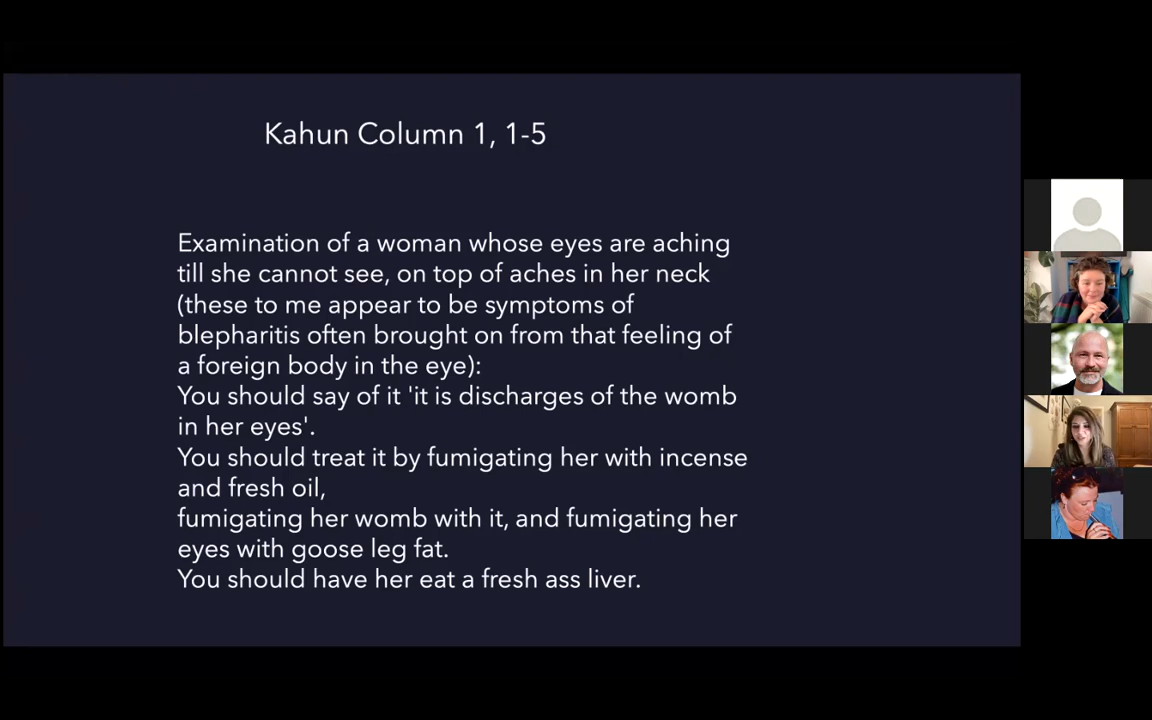 Kahun Column 1, 1-5
Examination of a woman whose eyes are aching
till she cannot see, on top of aches in her neck
(these to me appear to be symptoms of
blepharitis often brought on from that feeling of
a foreign body in the eye):
You should say of it 'it is discharges of the womb
in her eyes'.
You should treat it by fumigating her with incense
and fresh oil,
fumigating her womb with it, and fumigating her
eyes with goose leg fat.
You should have her eat a fresh ass liver.